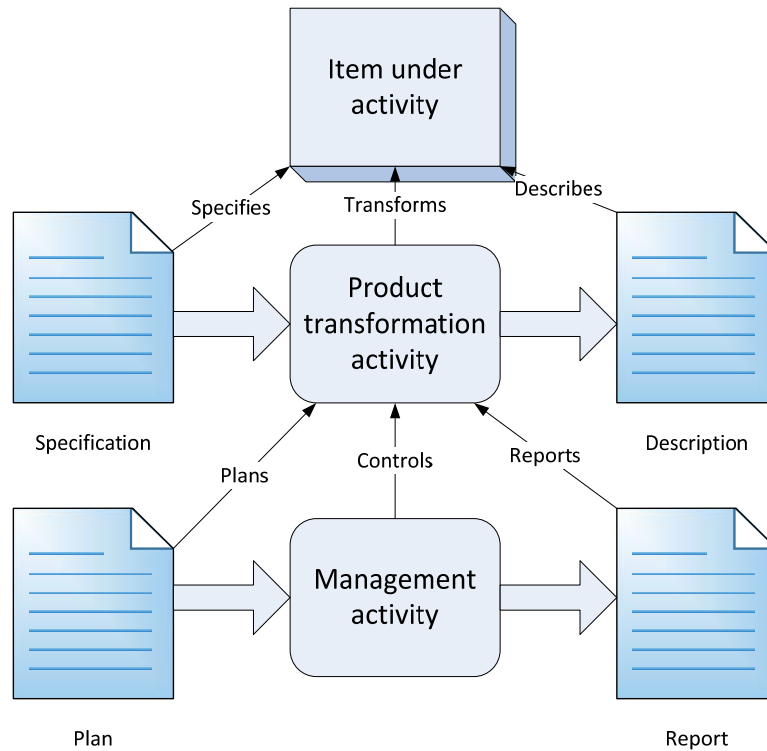 Item under
activity
Specifies
Transforms
Describes
Product
transformation
activity
Specification
Description
Plans
Controls
Reports
Management
activity
Plan
Report